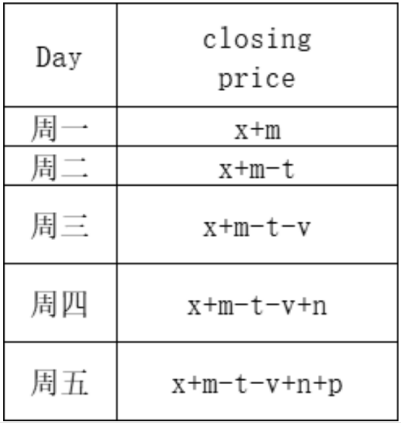 Day
closing
price
周一
x+m
周二
x+m-t
周三
x+m-t-v
周四
x+m-t-v+n
周五
x+m-t-v+n+p